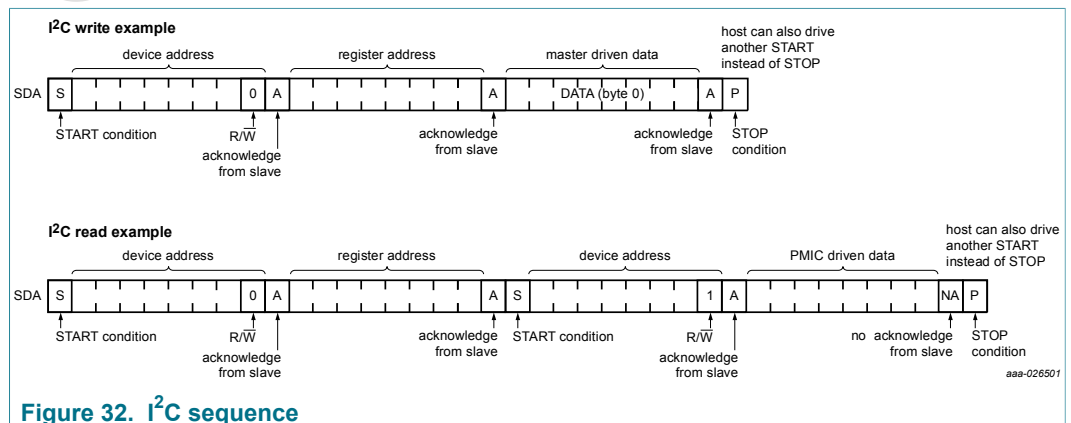 I²C write example
host can also drive
another START
instead of STOP
device address
register address
master driven data
SDA S 0 A A DATA (byte 0) A P
START condition
R/W̅
acknowledge
from slave
acknowledge
from slave
acknowledge
from slave
STOP
condition
I²C read example
host can also drive
another START
instead of STOP
device address
register address
device address
PMIC driven data
SDA S 0 A A S 1 A NA P
START condition
R/W̅
acknowledge
from slave
acknowledge
from slave
START condition
R/W̅
acknowledge
from slave
no acknowledge
from slave
STOP
condition
aaa-026501
Figure 32. I²C sequence